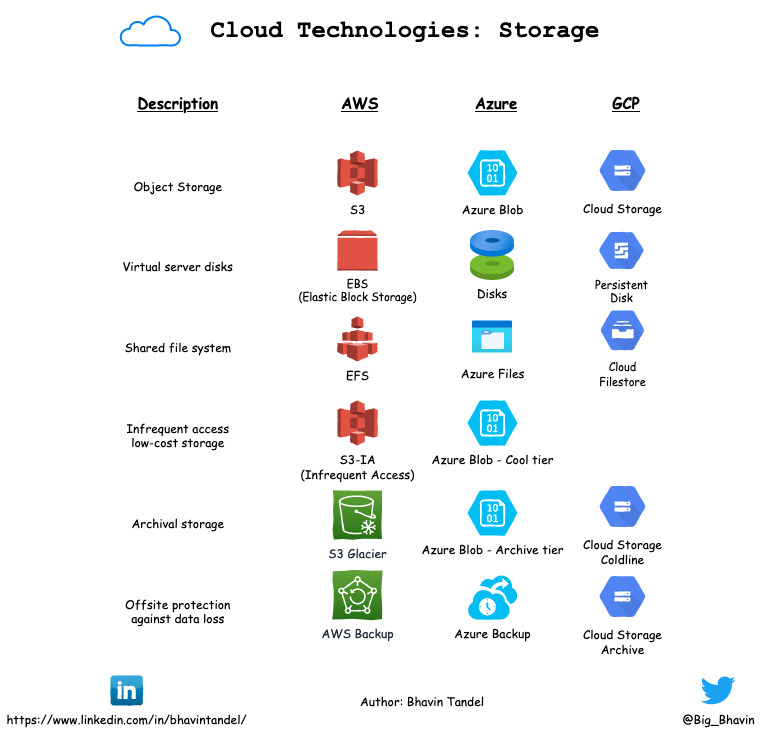 Cloud Technologies: Storage
Description AWS Azure GCP
Object Storage
S3 Azure Blob Cloud Storage
Virtual server disks
EBS
(Elastic Block Storage)
Disks
Persistent
Disk
Shared file system
EFS Azure Files
Cloud
Filestore
Infrequent access
low-cost storage
S3-IA
(Infrequent Access)
Azure Blob - Cool tier
Archival storage
S3 Glacier
Azure Blob - Archive tier
Cloud Storage
Coldline
Offsite protection
against data loss
AWS Backup Azure Backup
Cloud Storage
Archive
10
01
10
01
10
01
in
https://www.linkedin.com/in/bhavintandel/
Author: Bhavin Tandel
@Big_Bhavin